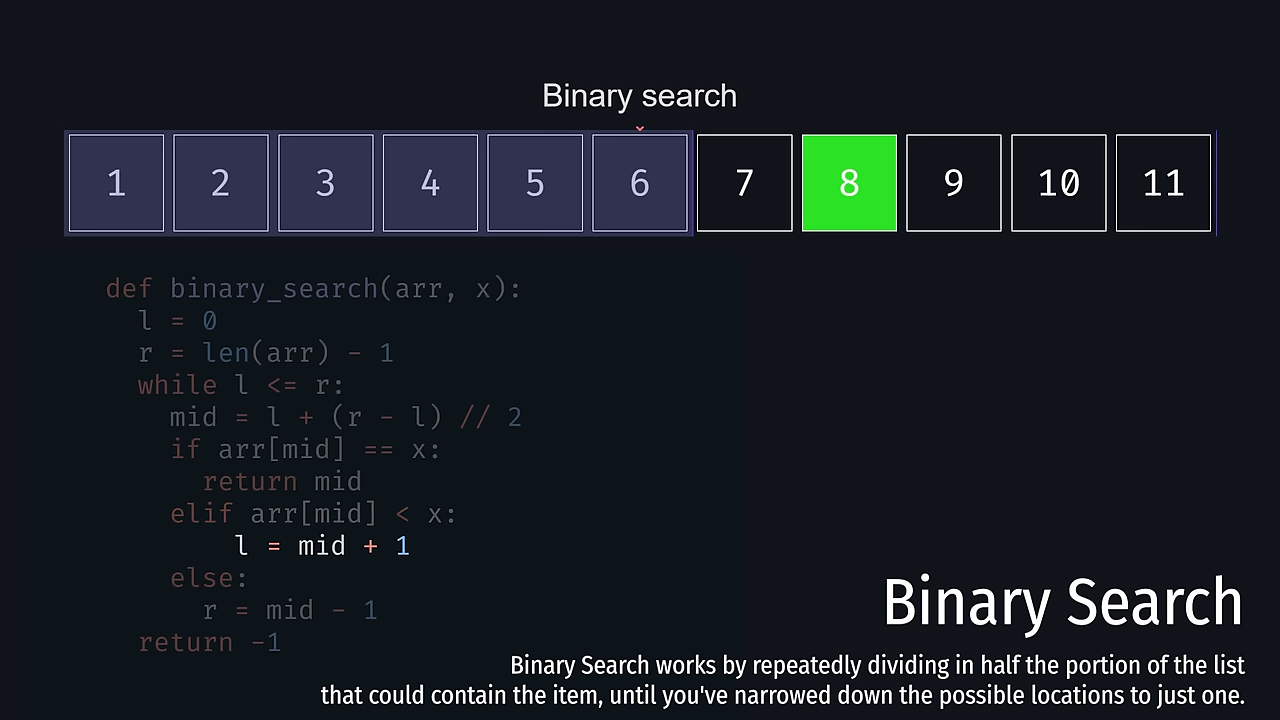 Binary search
1 2 3 4 5 6 7 8 9 10 11
def binary_search(arr, x):
  l = 0
  r = len(arr) - 1
  while l <= r:
    mid = l + (r - l) // 2
    if arr[mid] == x:
      return mid
    elif arr[mid] < x:
        l = mid + 1
    else:
      r = mid - 1
  return -1
Binary Search
Binary Search works by repeatedly dividing in half the portion of the list
that could contain the item, until you've narrowed down the possible locations to just one.